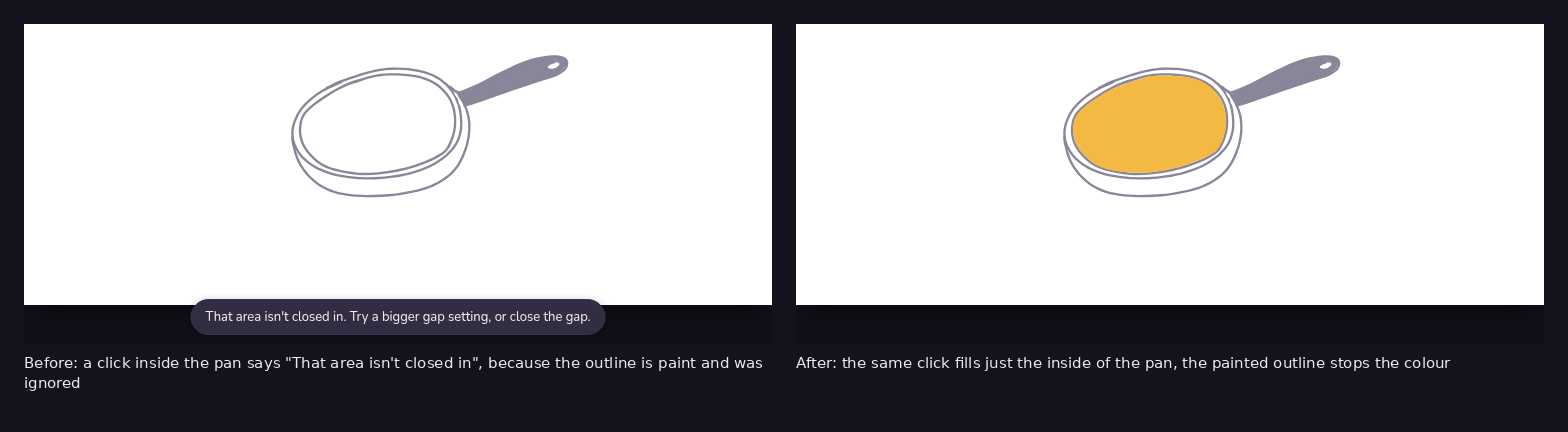 That area isn't closed in. Try a bigger gap setting, or close the gap.
Before: a click inside the pan says "That area isn't closed in", because the outline is paint and was
ignored
After: the same click fills just the inside of the pan, the painted outline stops the colour